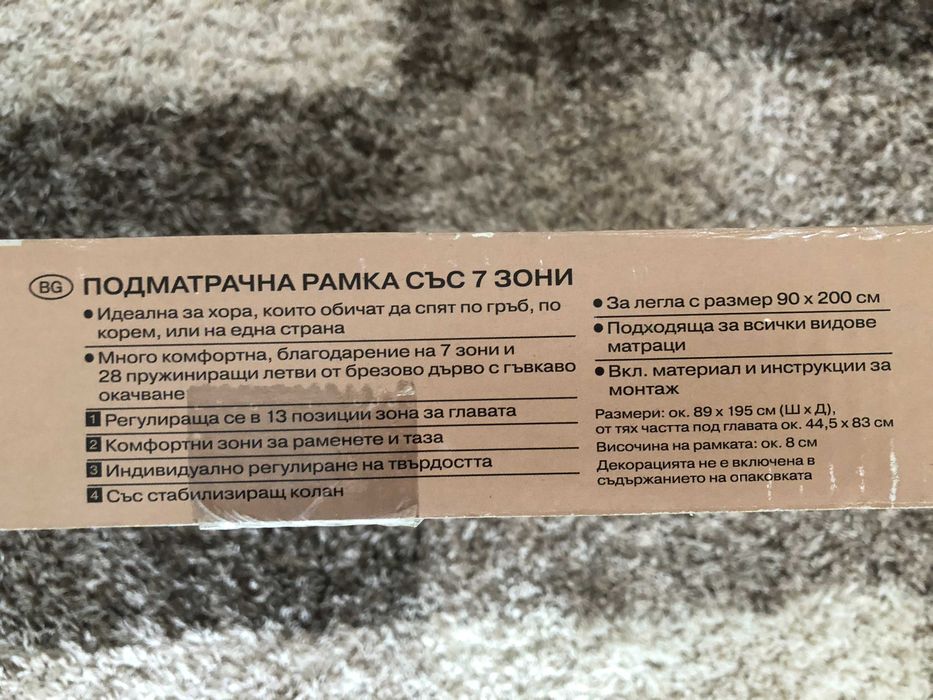 BG ПОДМАТРАЧНА РАМКА СЪС 7 ЗОНИ
• Идеална за хора, които обичат да спят по гръб, по
корем, или на една страна
• Много комфортна, благодарение на 7 зони и
28 пружиниращи летви от брезово дърво с гъвкаво
окачване
1 Регулираща се в 13 позиции зона за главата
2 Комфортни зони за раменете и таза
3 Индивидуално регулиране на твърдостта
4 Със стабилизиращ колан
• За легла с размер 90 x 200 см
• Подходяща за всички видове
матраци
• Вкл. материал и инструкции за
монтаж
Размери: ок. 89 x 195 см (Ш x Д),
от тях частта под главата ок. 44,5 x 83 см
Височина на рамката: ок. 8 см
Декорацията не е включена в
съдържанието на опаковката